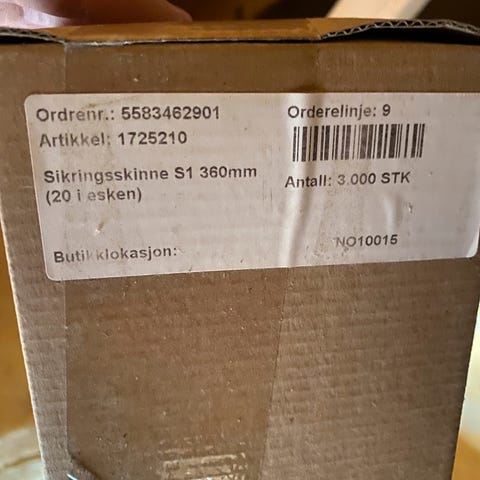 Ordrenr.: 5583462901
Orderelinje: 9
Artikkel: 1725210
Sikringsskinne S1 360mm
(20 i esken)
Antall: 3.000 STK
Butikklokasjon:
NO10015